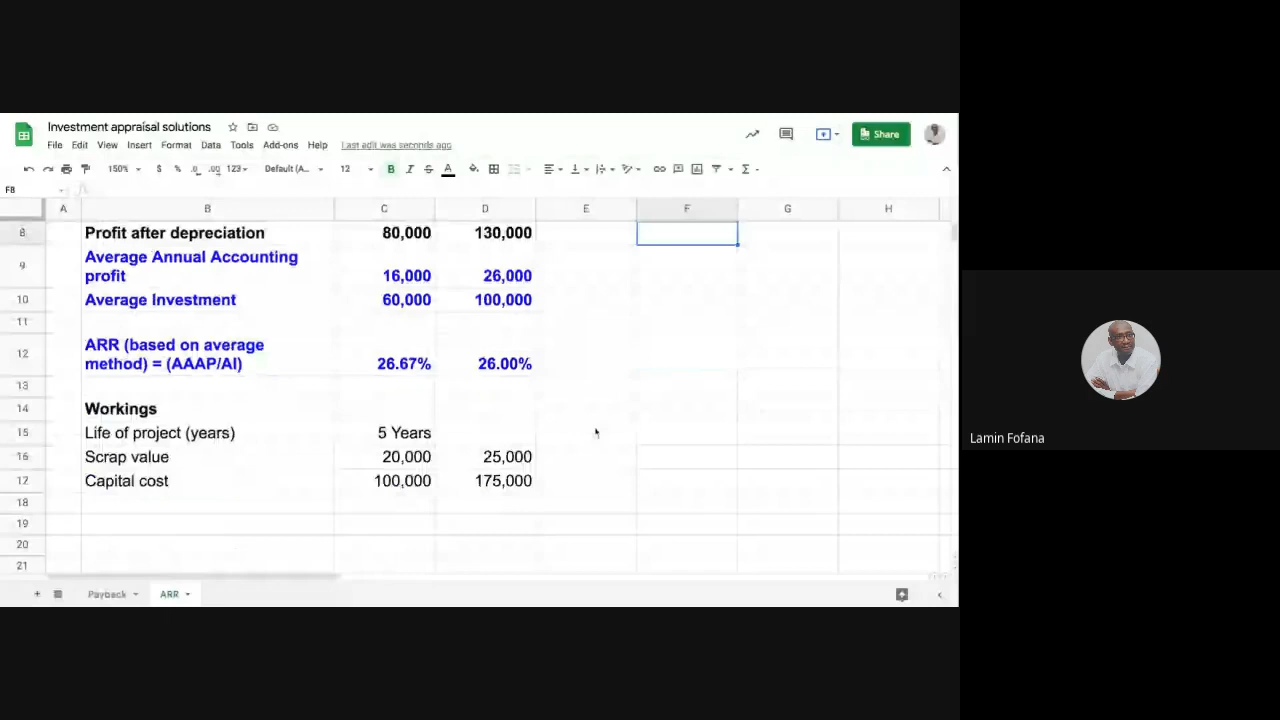 Investment appraisal solutions
Share
File Edit View Insert Format Data Tools Add-ons Help Last edit was seconds ago
150% $ % .0 .00 123 Default (A... 12 B I S A
F8
A B C D E F G H
8 Profit after depreciation 80,000 130,000
Average Annual Accounting
9 profit 16,000 26,000
10 Average Investment 60,000 100,000
11
ARR (based on average
12 method) = (AAAP/AI) 26.67% 26.00%
13
14 Workings
15 Life of project (years) 5 Years
16 Scrap value 20,000 25,000
17 Capital cost 100,000 175,000
18
19
20
21
Payback ARR
Lamin Fofana